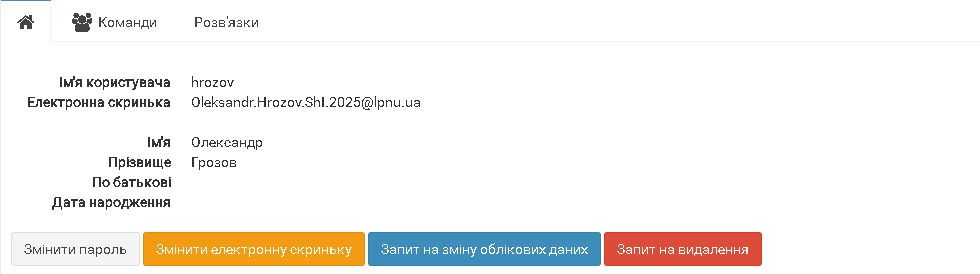 Команди Розв'язки
Ім'я користувача hrozov
Електронна скринька Oleksandr.Hrozov.ShI.2025@lpnu.ua
Ім'я Олександр
Прізвище Грозов
По батькові
Дата народження
Змінити пароль Змінити електронну скриньку Запит на зміну облікових даних Запит на видалення